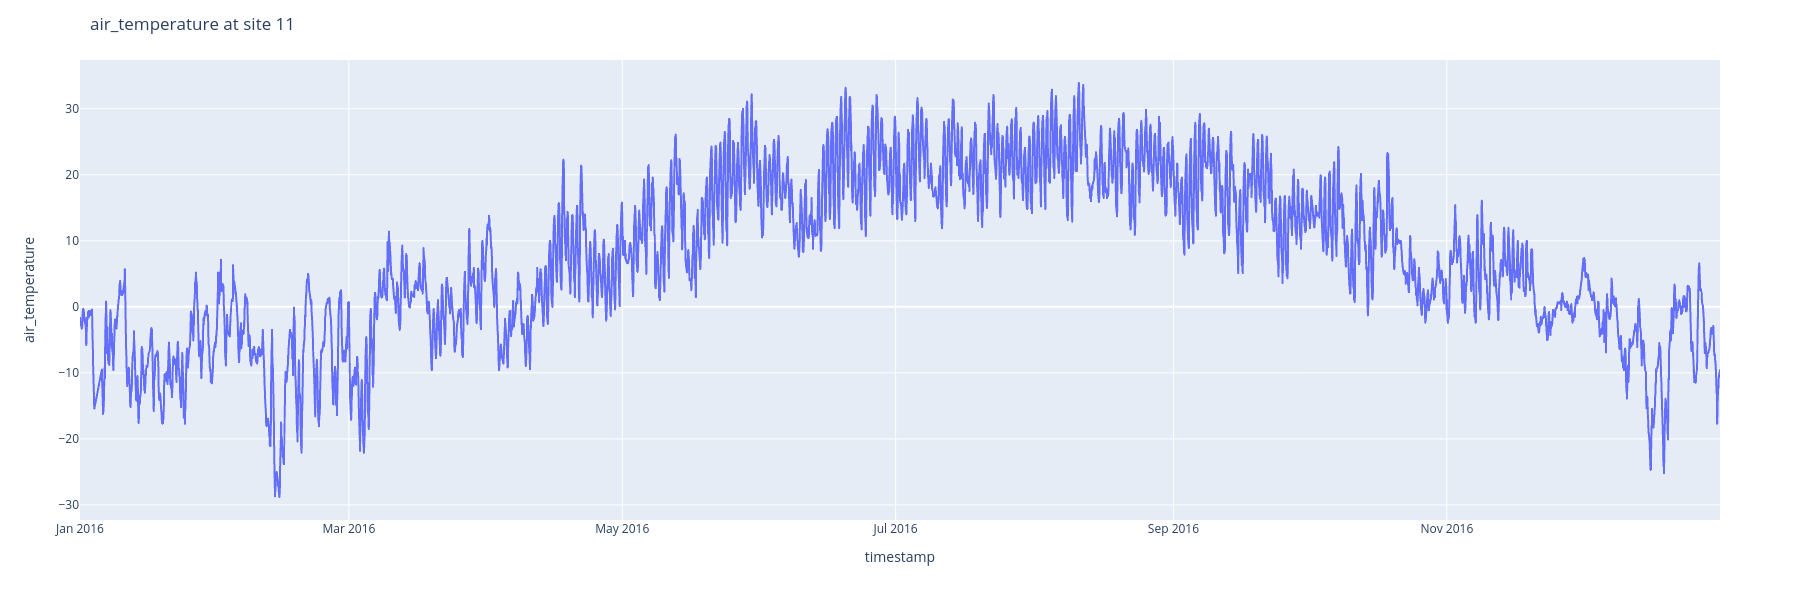 air_temperature at site 11
air_temperature
30
20
10
0
−10
−20
−30
Jan 2016
Mar 2016
May 2016
Jul 2016
Sep 2016
Nov 2016
timestamp